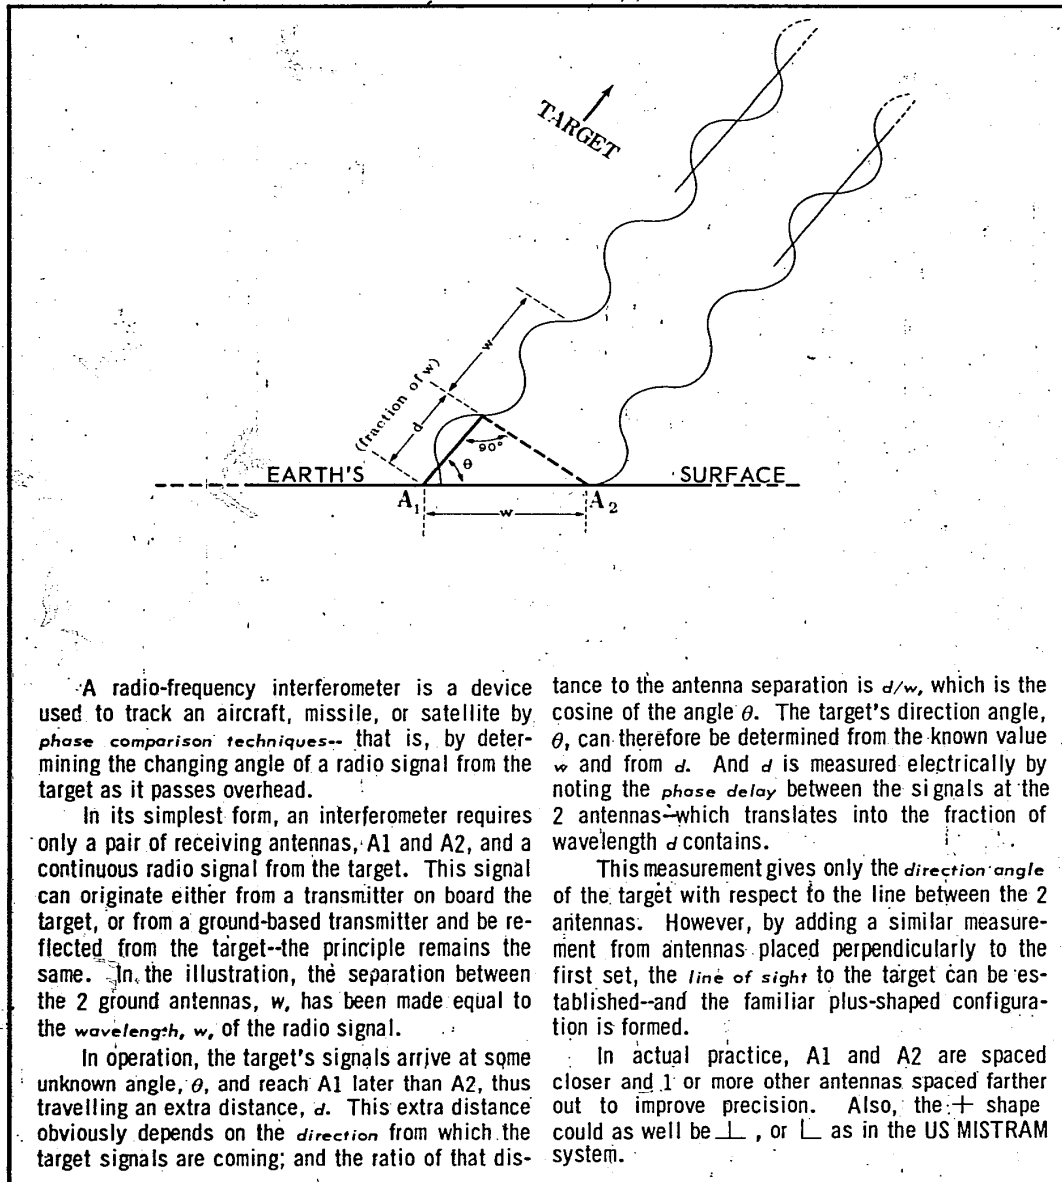 TARGET
(fraction of w)
w
d
90°
θ
EARTH'S
SURFACE
A1
A2
w
A radio-frequency interferometer is a device
used to track an aircraft, missile, or satellite by
phase comparison techniques-- that is, by deter-
mining the changing angle of a radio signal from the
target as it passes overhead.
In its simplest form, an interferometer requires
only a pair of receiving antennas, A1 and A2, and a
continuous radio signal from the target. This signal
can originate either from a transmitter on board the
target, or from a ground-based transmitter and be re-
flected from the target--the principle remains the
same. In the illustration, the separation between
the 2 ground antennas, w, has been made equal to
the wavelength, w, of the radio signal.
In operation, the target's signals arrive at some
unknown angle, θ, and reach A1 later than A2, thus
travelling an extra distance, d. This extra distance
obviously depends on the direction from which the
target signals are coming; and the ratio of that dis-
tance to the antenna separation is d/w, which is the
cosine of the angle θ. The target's direction angle,
θ, can therefore be determined from the known value
w and from d. And d is measured electrically by
noting the phase delay between the signals at the
2 antennas--which translates into the fraction of
wavelength d contains.
This measurement gives only the direction angle
of the target with respect to the line between the 2
antennas. However, by adding a similar measure-
ment from antennas placed perpendicularly to the
first set, the line of sight to the target can be es-
tablished--and the familiar plus-shaped configura-
tion is formed.
In actual practice, A1 and A2 are spaced
closer and 1 or more other antennas spaced farther
out to improve precision. Also, the + shape
could as well be ⊥, or ∟ as in the US MISTRAM
system.